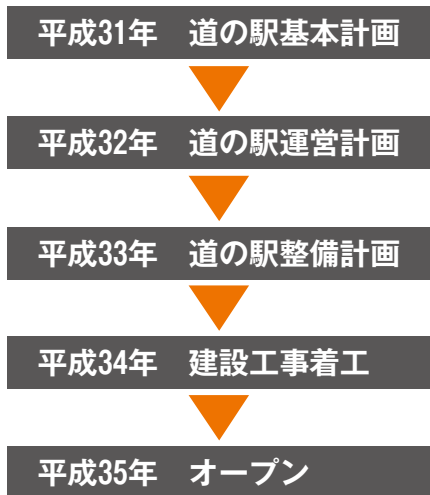 平成31年　道の駅基本計画
平成32年　道の駅運営計画
平成33年　道の駅整備計画
平成34年　建設工事着工
平成35年　オープン